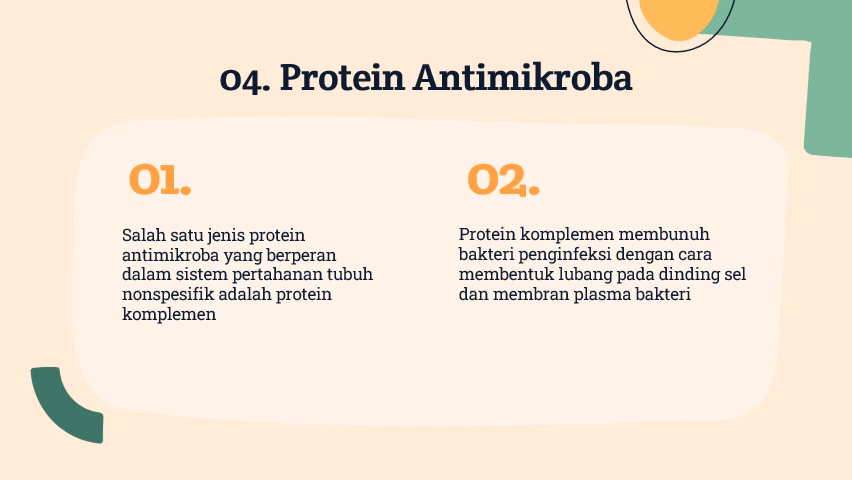 04. Protein Antimikroba
01.
Salah satu jenis protein
antimikroba yang berperan
dalam sistem pertahanan tubuh
nonspesifik adalah protein
komplemen
02.
Protein komplemen membunuh
bakteri penginfeksi dengan cara
membentuk lubang pada dinding sel
dan membran plasma bakteri